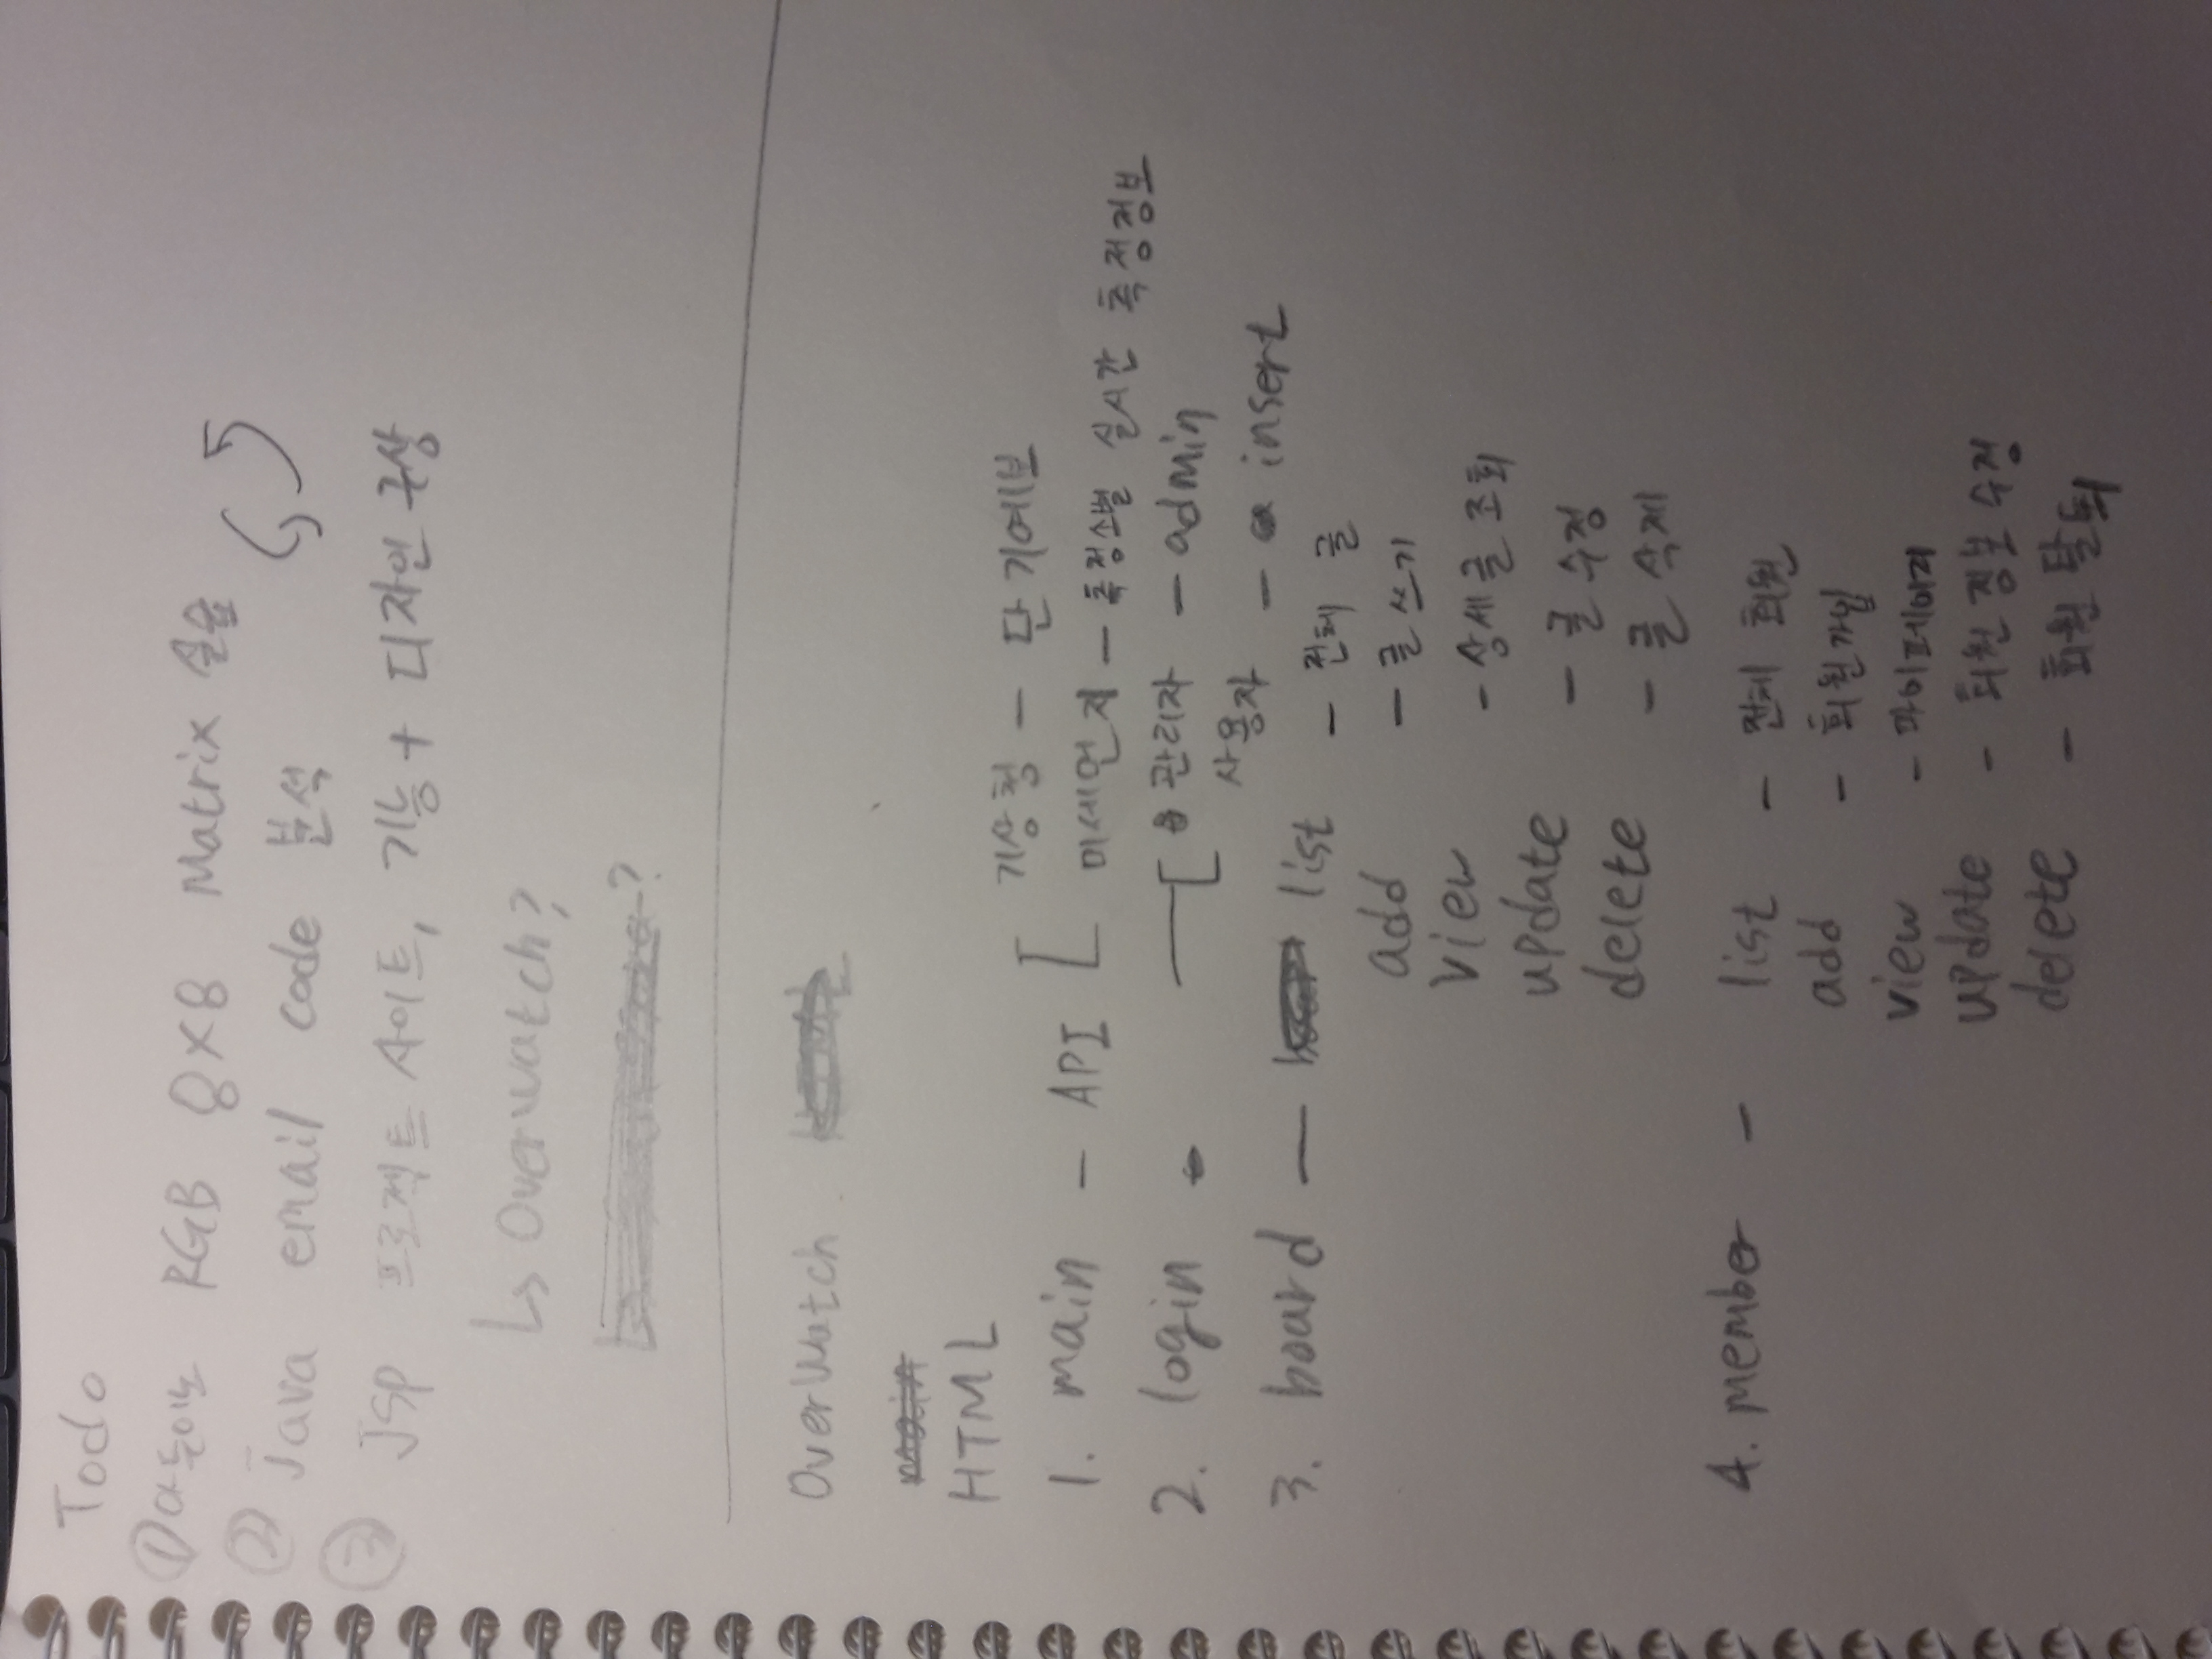 Todo
① 아두이노 RGB 8X8 Matrix 실습
② Java email code 분석
③ JSP 프로젝트 사이트, 기능 + 디자인 구상
↳ Overwatch?
?
OverWatch
main
HTML
1. main - API [ 기상청 - 단기예보
미세먼지 - 측정소별 실시간 측정정보
2. login - [ 관리자 - admin
사용자 - insert
3. board - list - 전체 글
add - 글쓰기
view - 상세글 조회
update - 글 수정
delete - 글 삭제
4. member - list - 전체 회원
add - 회원가입
view - 마이페이지
update - 회원 정보 수정
delete - 회원 탈퇴